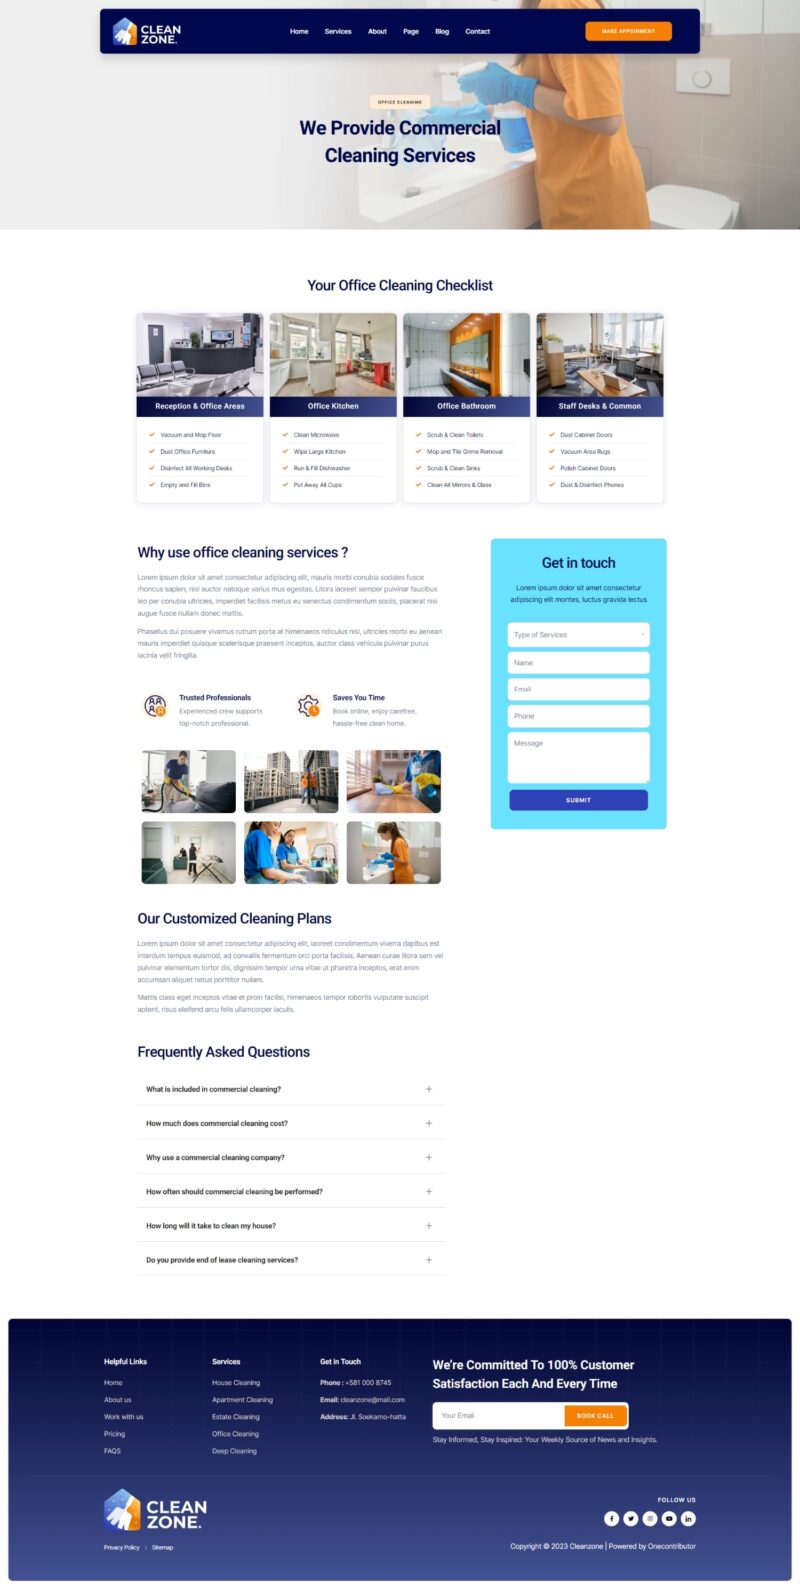 CLEAN
ZONE.
Home
Services
About
Page
Blog
Contact
MAKE APPOINMENT
OFFICE CLEANING
We Provide Commercial
Cleaning Services
Your Office Cleaning Checklist
Reception & Office Areas
Vacuum and Mop Floor
Dust Office Furniture
Disinfect All Working Desks
Empty and Fill Bins
Office Kitchen
Clean Microwave
Wipe Large Kitchen
Run & Fill Dishwasher
Put Away All Cups
Office Bathroom
Scrub & Clean Toilets
Mop and Tile Grime Removal
Scrub & Clean Sinks
Clean All Mirrors & Glass
Staff Desks & Common
Dust Cabinet Doors
Vacuum Area Rugs
Polish Cabinet Doors
Dust & Disinfect Phones
Why use office cleaning services ?
Lorem ipsum dolor sit amet consectetur adipiscing elit, mauris morbi conubia sodales fusce
rhoncus sapien, nisl auctor natoque varius mus egestas. Litora laoreet semper pulvinar faucibus
leo per conubia ultricies, imperdiet facilisis metus eu senectus condimentum sociis, placerat nisi
augue fusce nullam donec mattis.
Phasellus dui posuere vivamus rutrum porta at himenaeos ridiculus nisl, ultricies morbi eu aenean
mauris imperdiet quisque scelerisque praesent inceptos, auctor class vehicula pulvinar purus
lacinia velit fringilla.
Trusted Professionals
Experienced crew supports
top-notch professional.
Saves You Time
Book online, enjoy carefree,
hassle-free clean home.
Get in touch
Lorem ipsum dolor sit amet consectetur
adipiscing elit montes, luctus gravida lectus
Type of Services
Name
Email
Phone
Message
SUBMIT
Our Customized Cleaning Plans
Lorem ipsum dolor sit amet consectetur adipiscing elit, laoreet condimentum viverra dapibus est
interdum tempus euismod, ad convallis fermentum orci porta facilisis. Aenean curae litora sem vel
pulvinar elementum tortor dis, dignissim tempor urna vitae ut pharetra inceptos, erat enim
accumsan aliquet netus porttitor nullam.
Mattis class eget inceptos vitae et proin facilisi, himenaeos tempor lobortis vulputate suscipit
aptent, risus eleifend arcu felis ullamcorper iaculis.
Frequently Asked Questions
What is included in commercial cleaning?
How much does commercial cleaning cost?
Why use a commercial cleaning company?
How often should commercial cleaning be performed?
How long will it take to clean my house?
Do you provide end of lease cleaning services?
Helpful Links
Home
About us
Work with us
Pricing
FAQS
Services
House Cleaning
Apartment Cleaning
Estate Cleaning
Office Cleaning
Deep Cleaning
Get in Touch
Phone : +581 000 8745
Email: cleanzone@mail.com
Address: Jl. Soekarno-hatta
We're Committed To 100% Customer
Satisfaction Each And Every Time
Your Email
BOOK CALL
Stay Informed, Stay Inspired: Your Weekly Source of News and Insights.
CLEAN
ZONE.
Privacy Policy / Sitemap
FOLLOW US
Copyright © 2023 Cleanzone | Powered by Onecontributor